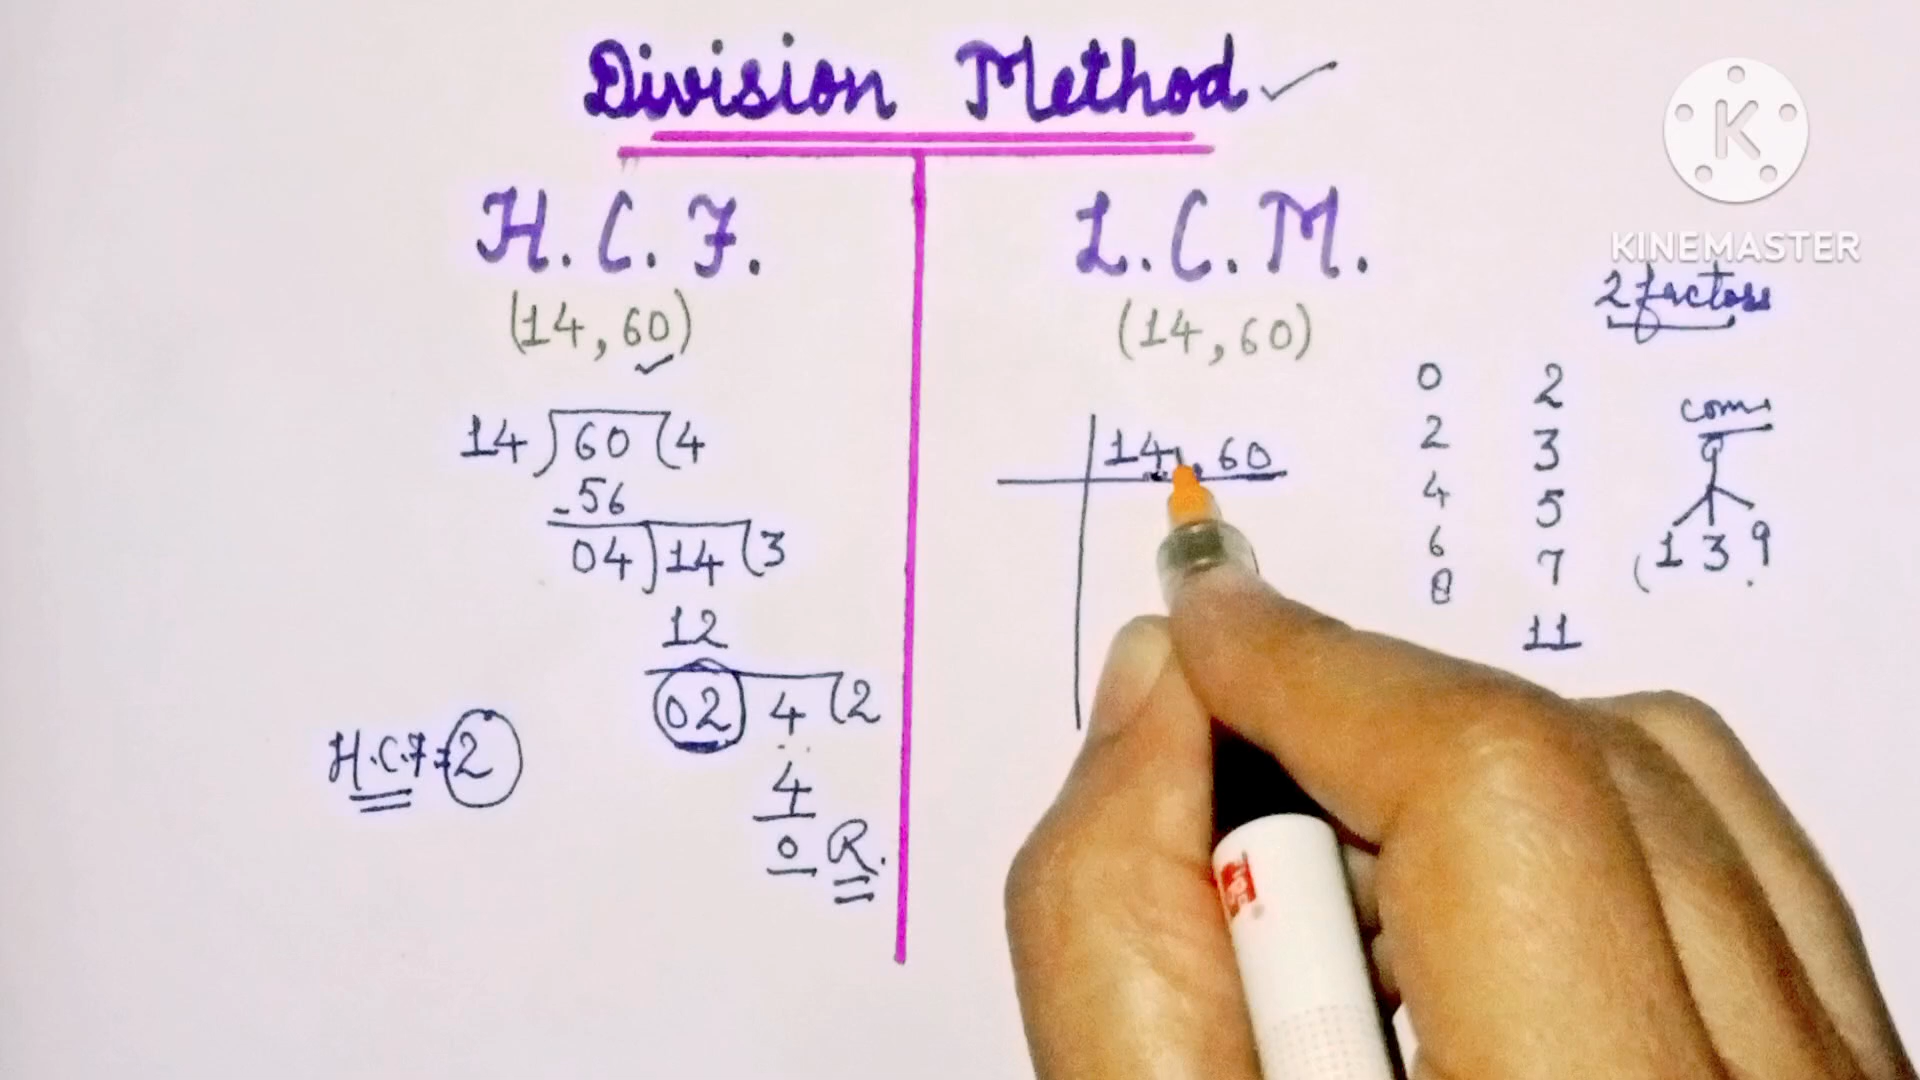 Division Method ✓
K
KINEMASTER
H.C.F.
(14, 60)
14)60(4
-56
04)14(3
12
02)4(2
4
0 R.
H.C.F = 2
L.C.M.
(14, 60)
14, 60
2 factors
0
2
4
6
8
2
3
5
7
11
9
1 3 9